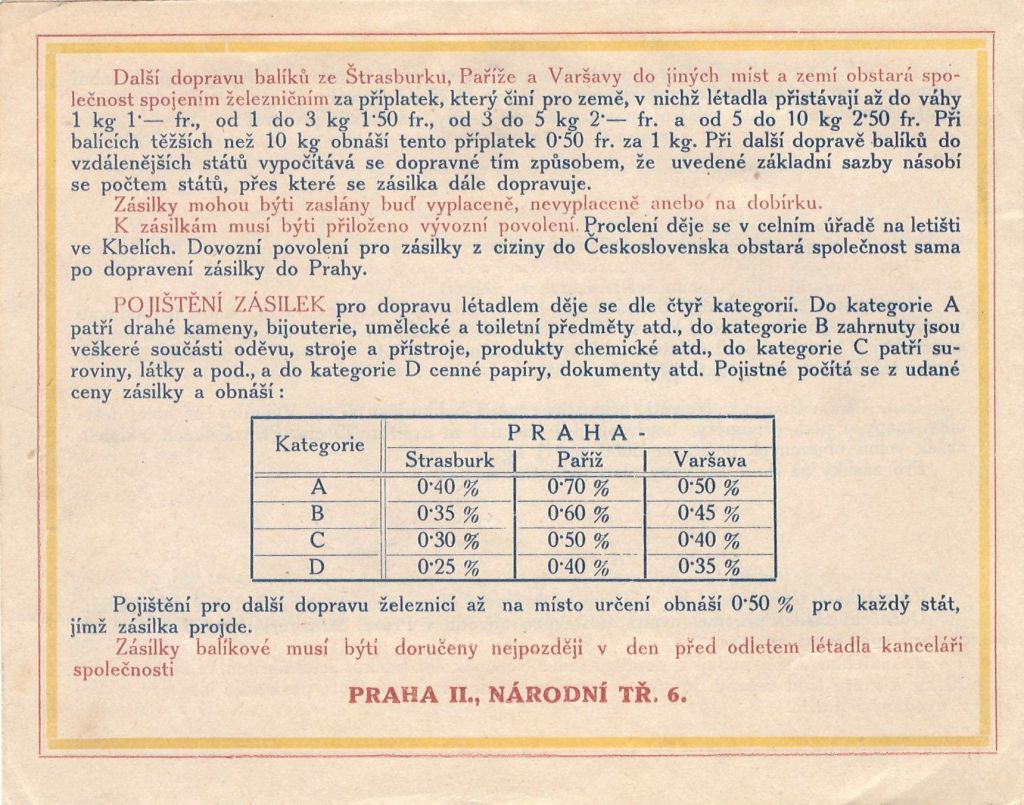 Další dopravu balíků ze Štrasburku, Paříže a Varšavy do jiných míst a zemí obstará spo-
lečnost spojením železničním za příplatek, který činí pro země, v nichž létadla přistávají až do váhy
1 kg 1·— fr., od 1 do 3 kg 1·50 fr., od 3 do 5 kg 2·— fr. a od 5 do 10 kg 2·50 fr. Při
balících těžších než 10 kg obnáší tento příplatek 0·50 fr. za 1 kg. Při další dopravě balíků do
vzdálenějších států vypočítává se dopravné tím způsobem, že uvedené základní sazby násobí
se počtem států, přes které se zásilka dále dopravuje.
Zásilky mohou býti zaslány buď vyplaceně, nevyplaceně anebo na dobírku.
K zásilkám musí býti přiloženo vývozní povolení. Proclení děje se v celním úřadě na letišti
ve Kbelích. Dovozní povolení pro zásilky z ciziny do Československa obstará společnost sama
po dopravení zásilky do Prahy.
POJIŠTĚNÍ ZÁSILEK pro dopravu létadlem děje se dle čtyř kategorií. Do kategorie A
patří drahé kameny, bijouterie, umělecké a toiletní předměty atd., do kategorie B zahrnuty jsou
veškeré součásti oděvu, stroje a přístroje, produkty chemické atd., do kategorie C patří su-
roviny, látky a pod., a do kategorie D cenné papíry, dokumenty atd. Pojistné počítá se z udané
ceny zásilky a obnáší :
Kategorie PRAHA-
Strasburk Paříž Varšava
A 0·40 % 0·70 % 0·50 %
B 0·35 % 0·60 % 0·45 %
C 0·30 % 0·50 % 0·40 %
D 0·25 % 0·40 % 0·35 %
Pojištění pro další dopravu železnicí až na místo určení obnáší 0·50 % pro každý stát,
jímž zásilka projde.
Zásilky balíkové musí býti doručeny nejpozději v den před odletem létadla kanceláři
společnosti
PRAHA II., NÁRODNÍ TŘ. 6.